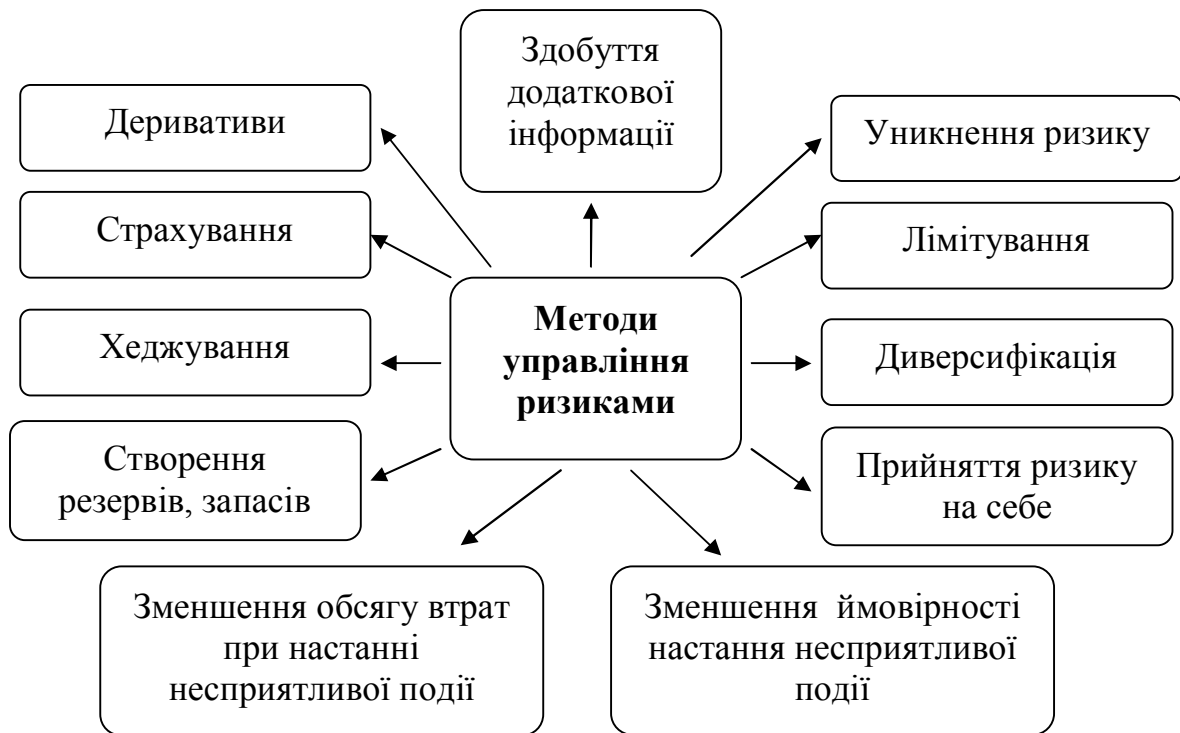 Здобуття
додаткової
інформації
Деривативи
Уникнення ризику
Страхування
Лімітування
Методи
управління
ризиками
Хеджування
Диверсифікація
Створення
резервів, запасів
Прийняття ризику
на себе
Зменшення обсягу втрат
при настанні
несприятливої події
Зменшення ймовірності
настання несприятливої
події